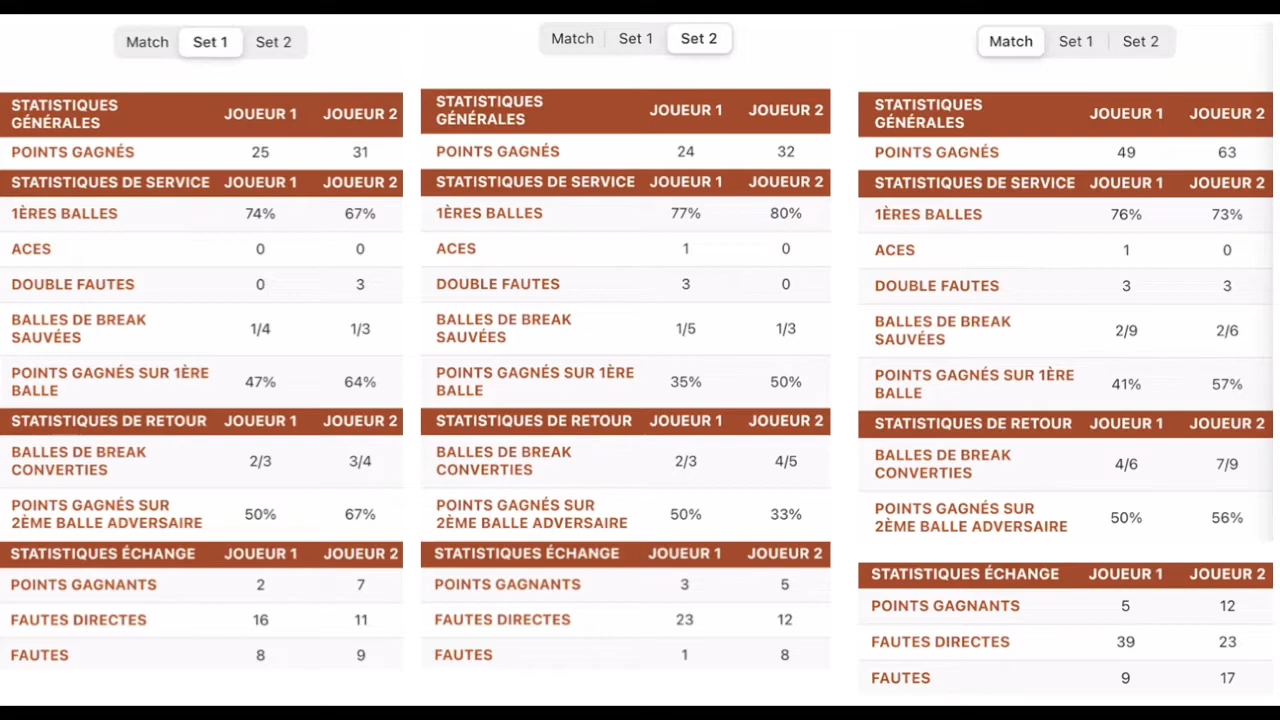 Match Set 1 Set 2
STATISTIQUES
GÉNÉRALES JOUEUR 1 JOUEUR 2
POINTS GAGNÉS 25 31
STATISTIQUES DE SERVICE JOUEUR 1 JOUEUR 2
1ÈRES BALLES 74% 67%
ACES 0 0
DOUBLE FAUTES 0 3
BALLES DE BREAK
SAUVÉES 1/4 1/3
POINTS GAGNÉS SUR 1ÈRE
BALLE 47% 64%
STATISTIQUES DE RETOUR JOUEUR 1 JOUEUR 2
BALLES DE BREAK
CONVERTIES 2/3 3/4
POINTS GAGNÉS SUR
2ÈME BALLE ADVERSAIRE 50% 67%
STATISTIQUES ÉCHANGE JOUEUR 1 JOUEUR 2
POINTS GAGNANTS 2 7
FAUTES DIRECTES 16 11
FAUTES 8 9
Match Set 1 Set 2
STATISTIQUES
GÉNÉRALES JOUEUR 1 JOUEUR 2
POINTS GAGNÉS 24 32
STATISTIQUES DE SERVICE JOUEUR 1 JOUEUR 2
1ÈRES BALLES 77% 80%
ACES 1 0
DOUBLE FAUTES 3 0
BALLES DE BREAK
SAUVÉES 1/5 1/3
POINTS GAGNÉS SUR 1ÈRE
BALLE 35% 50%
STATISTIQUES DE RETOUR JOUEUR 1 JOUEUR 2
BALLES DE BREAK
CONVERTIES 2/3 4/5
POINTS GAGNÉS SUR
2ÈME BALLE ADVERSAIRE 50% 33%
STATISTIQUES ÉCHANGE JOUEUR 1 JOUEUR 2
POINTS GAGNANTS 3 5
FAUTES DIRECTES 23 12
FAUTES 1 8
Match Set 1 Set 2
STATISTIQUES
GÉNÉRALES JOUEUR 1 JOUEUR 2
POINTS GAGNÉS 49 63
STATISTIQUES DE SERVICE JOUEUR 1 JOUEUR 2
1ÈRES BALLES 76% 73%
ACES 1 0
DOUBLE FAUTES 3 3
BALLES DE BREAK
SAUVÉES 2/9 2/6
POINTS GAGNÉS SUR 1ÈRE
BALLE 41% 57%
STATISTIQUES DE RETOUR JOUEUR 1 JOUEUR 2
BALLES DE BREAK
CONVERTIES 4/6 7/9
POINTS GAGNÉS SUR
2ÈME BALLE ADVERSAIRE 50% 56%
STATISTIQUES ÉCHANGE JOUEUR 1 JOUEUR 2
POINTS GAGNANTS 5 12
FAUTES DIRECTES 39 23
FAUTES 9 17